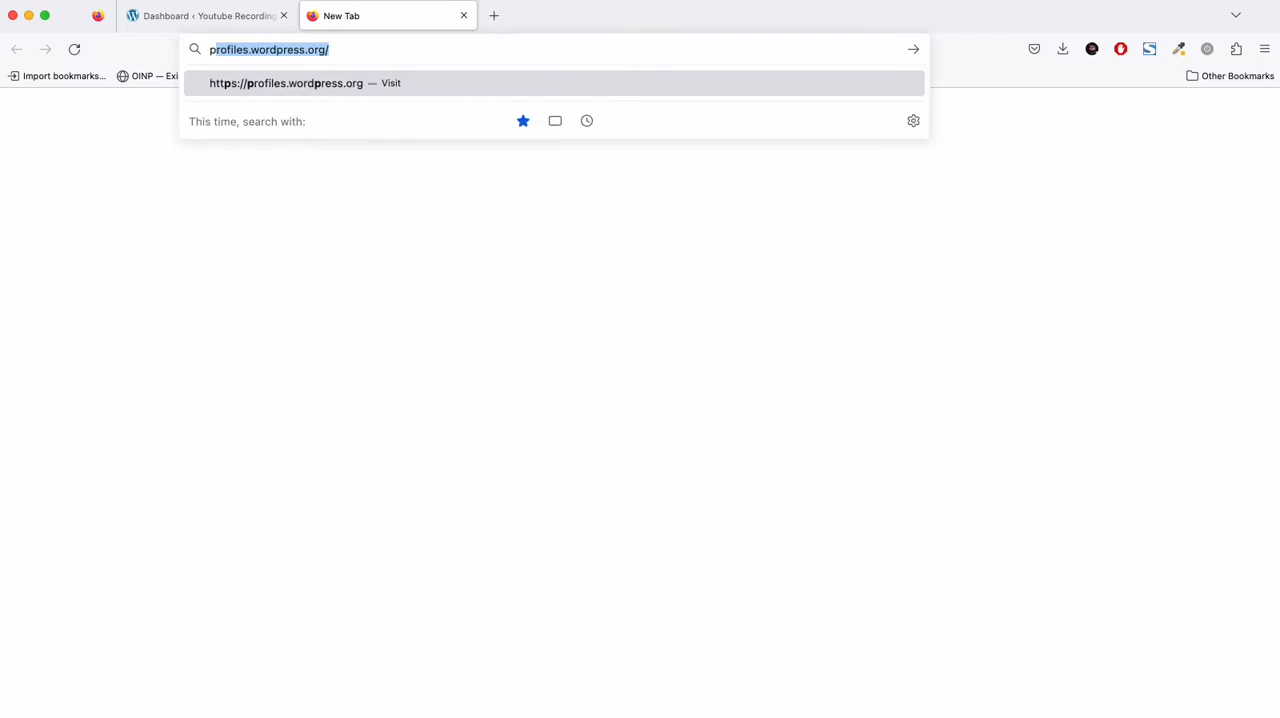 Dashboard ‹ Youtube Recording
New Tab
profiles.wordpress.org/
Import bookmarks...
OINP — Exi
Other Bookmarks
https://profiles.wordpress.org — Visit
This time, search with: